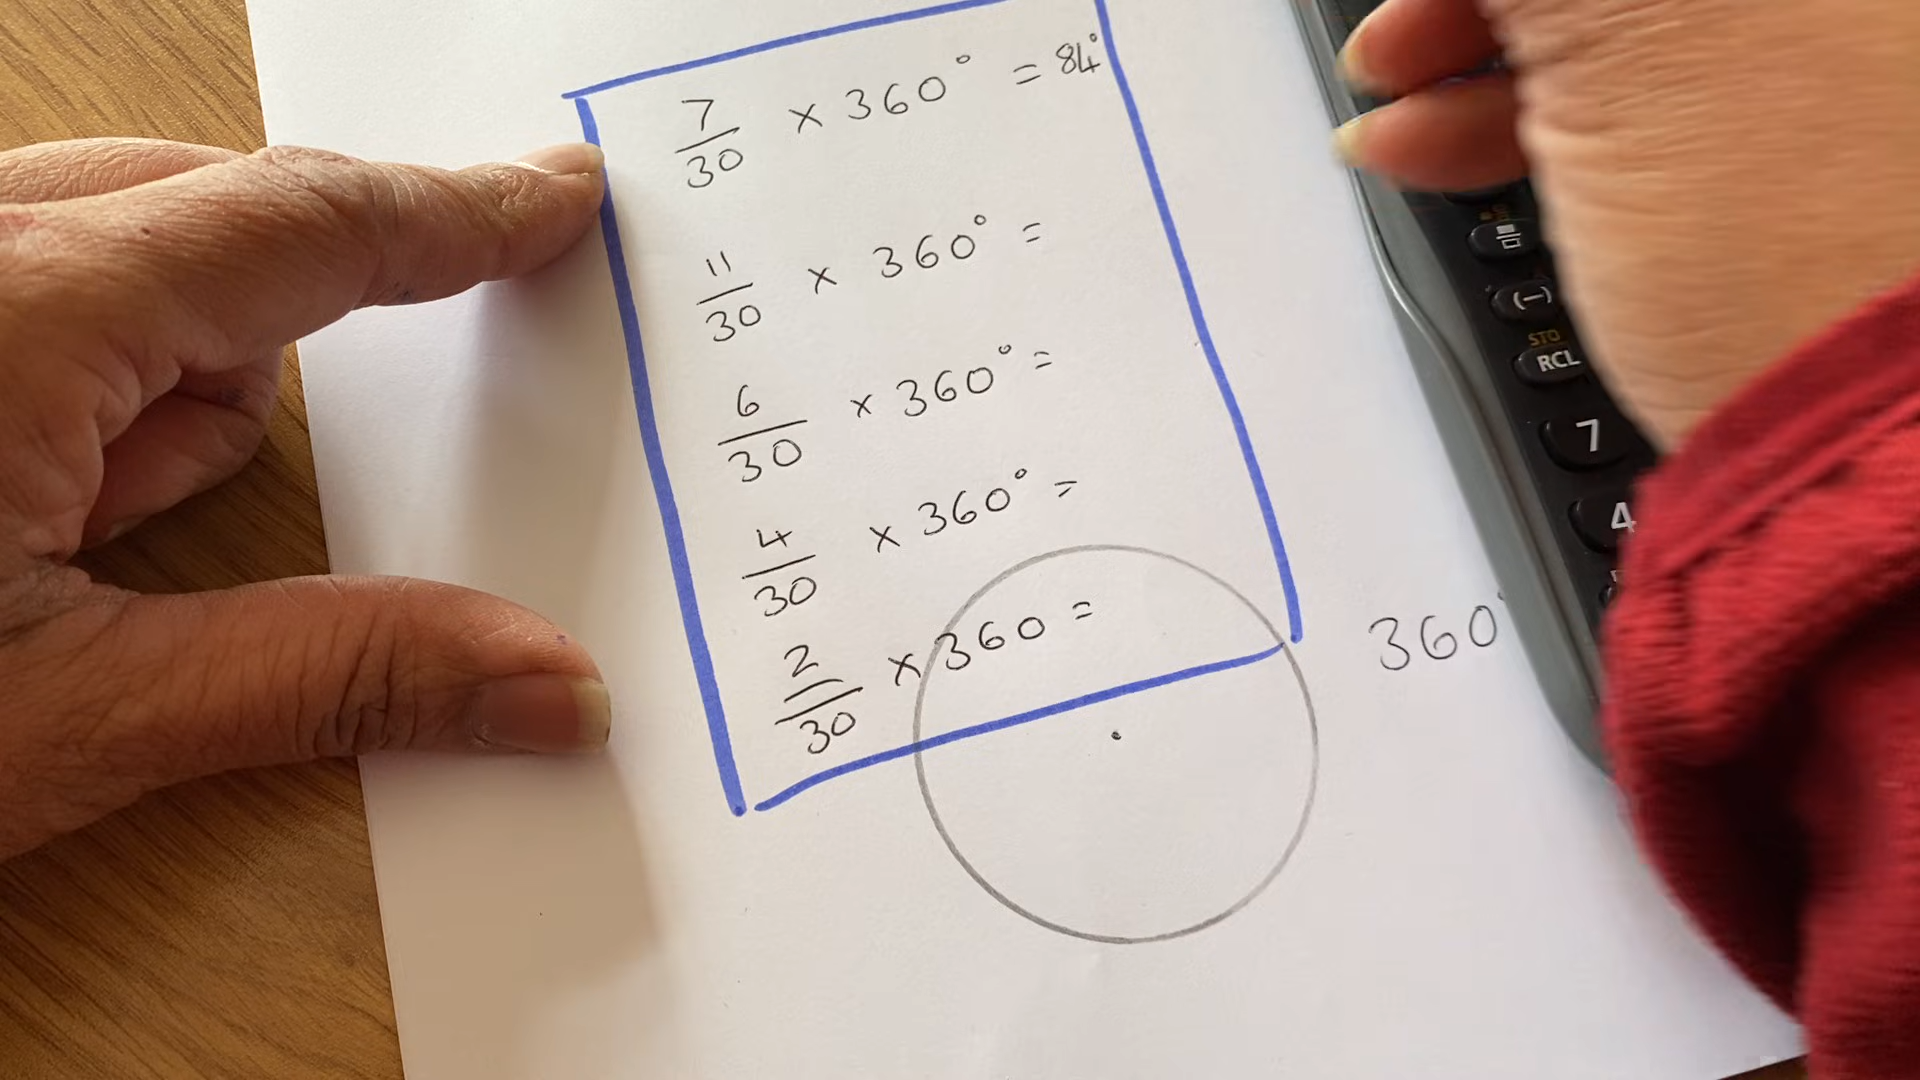 7/30 × 360° = 84°
11/30 × 360° =
6/30 × 360° =
4/30 × 360° =
2/30 × 360 =
360°
(−)
STO
RCL
7
4